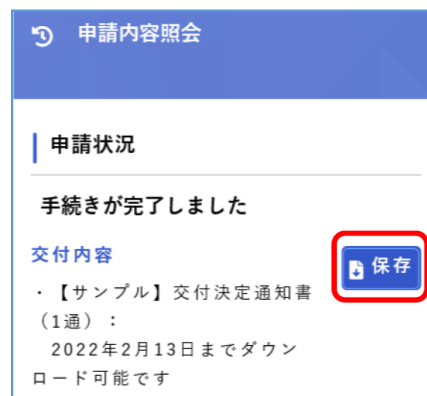 申請内容照会
申請状況
手続きが完了しました
交付内容
保存
・【サンプル】交付決定通知書
（1通）：
2022年2月13日までダウン
ロード可能です